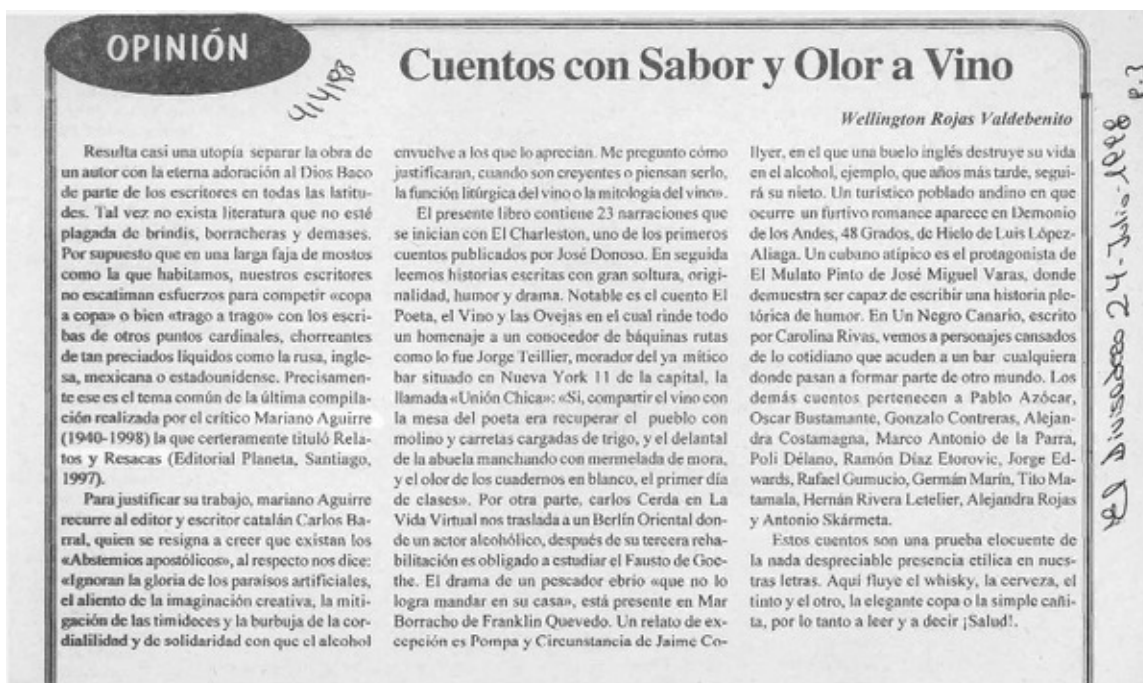 OPINIÓN
414198
Cuentos con Sabor y Olor a Vino
Wellington Rojas Valdebenito
Resulta casi una utopía separar la obra de
un autor con la eterna adoración al Dios Baco
de parte de los escritores en todas las latitu-
des. Tal vez no exista literatura que no esté
plagada de brindis, borracheras y demases.
Por supuesto que en una larga faja de mostos
como la que habitamos, nuestros escritores
no escatiman esfuerzos para competir «copa
a copa» o bien «trago a trago» con los escri-
bas de otros puntos cardinales, chorreantes
de tan preciados líquidos como la rusa, ingle-
sa, mexicana o estadounidense. Precisamen-
te ese es el tema común de la última compila-
ción realizada por el crítico Mariano Aguirre
(1940-1998) la que certeramente tituló Rela-
tos y Resacas (Editorial Planeta, Santiago,
1997).
Para justificar su trabajo, mariano Aguirre
recurre al editor y escritor catalán Carlos Ba-
rral, quien se resigna a creer que existan los
«Abstemios apostólicos», al respecto nos dice:
«Ignoran la gloria de los paraísos artificiales,
el aliento de la imaginación creativa, la miti-
gación de las timideces y la burbuja de la cor-
dialilidad y de solidaridad con que el alcohol
envuelve a los que lo aprecian. Me pregunto cómo
justificaran, cuando son creyentes o piensan serlo,
la función litúrgica del vino o la mitología del vino».
El presente libro contiene 23 narraciones que
se inician con El Charleston, uno de los primeros
cuentos publicados por José Donoso. En seguida
leemos historias escritas con gran soltura, origi-
nalidad, humor y drama. Notable es el cuento El
Poeta, el Vino y las Ovejas en el cual rinde todo
un homenaje a un conocedor de báquinas rutas
como lo fue Jorge Teillier, morador del ya mítico
bar situado en Nueva York 11 de la capital, la
llamada «Unión Chica»: «Si, compartir el vino con
la mesa del poeta era recuperar el pueblo con
molino y carretas cargadas de trigo, y el delantal
de la abuela manchando con mermelada de mora,
y el olor de los cuadernos en blanco, el primer día
de clases». Por otra parte, carlos Cerda en La
Vida Virtual nos traslada a un Berlín Oriental don-
de un actor alcohólico, después de su tercera reha-
bilitación es obligado a estudiar el Fausto de Goe-
the. El drama de un pescador ebrio «que no lo
logra mandar en su casa», está presente en Mar
Borracho de Franklin Quevedo. Un relato de ex-
cepción es Pompa y Circunstancia de Jaime Co-
llyer, en el que una buelo inglés destruye su vida
en el alcohol, ejemplo, que años más tarde, segui-
rá su nieto. Un turístico poblado andino en que
ocurre un furtivo romance aparece en Demonio
de los Andes, 48 Grados, de Hielo de Luis López-
Aliaga. Un cubano atípico es el protagonista de
El Mulato Pinto de José Miguel Varas, donde
demuestra ser capaz de escribir una historia ple-
tórica de humor. En Un Negro Canario, escrito
por Carolina Rivas, vemos a personajes cansados
de lo cotidiano que acuden a un bar cualquiera
donde pasan a formar parte de otro mundo. Los
demás cuentos pertenecen a Pablo Azócar,
Oscar Bustamante, Gonzalo Contreras, Alejan-
dra Costamagna, Marco Antonio de la Parra,
Poli Délano, Ramón Díaz Etorovic, Jorge Ed-
wards, Rafael Gumucio, Germán Marín, Tito Ma-
tamala, Hernán Rivera Letelier, Alejandra Rojas
y Antonio Skármeta.
Estos cuentos son una prueba elocuente de
la nada despreciable presencia etílica en nues-
tras letras. Aquí fluye el whisky, la cerveza, el
tinto y el otro, la elegante copa o la simple cañi-
ta, por lo tanto a leer y a decir ¡Salud!.
El Divisadero 24-Julio-1998 p.3